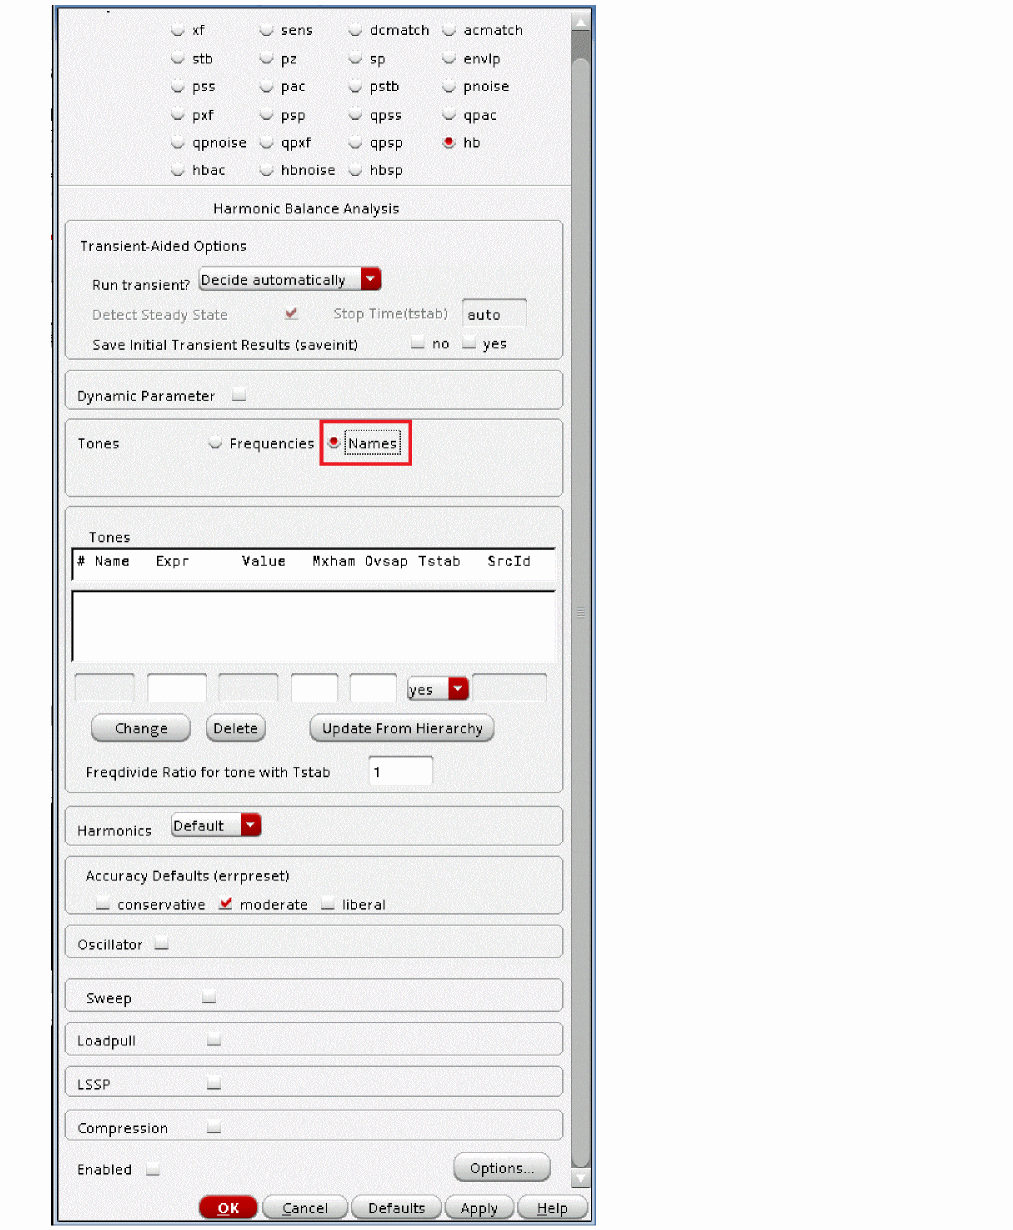 xf sens dcmatch acmatch
stb pz sp envlp
pss pac pstb pnoise
pxf psp qpss qpac
qpnoise qpxf qpsp hb
hbac hbnoise hbsp
Harmonic Balance Analysis
Transient-Aided Options
Run transient? Decide automatically
Detect Steady State Stop Time(tstab) auto
Save Initial Transient Results (saveinit) no yes
Dynamic Parameter
Tones Frequencies Names
Tones
# Name Expr Value Mxham Ovsap Tstab SrcId
yes
Change Delete Update From Hierarchy
Freqdivide Ratio for tone with Tstab 1
Harmonics Default
Accuracy Defaults (errpreset)
conservative moderate liberal
Oscillator
Sweep
Loadpull
LSSP
Compression
Enabled Options...
OK Cancel Defaults Apply Help